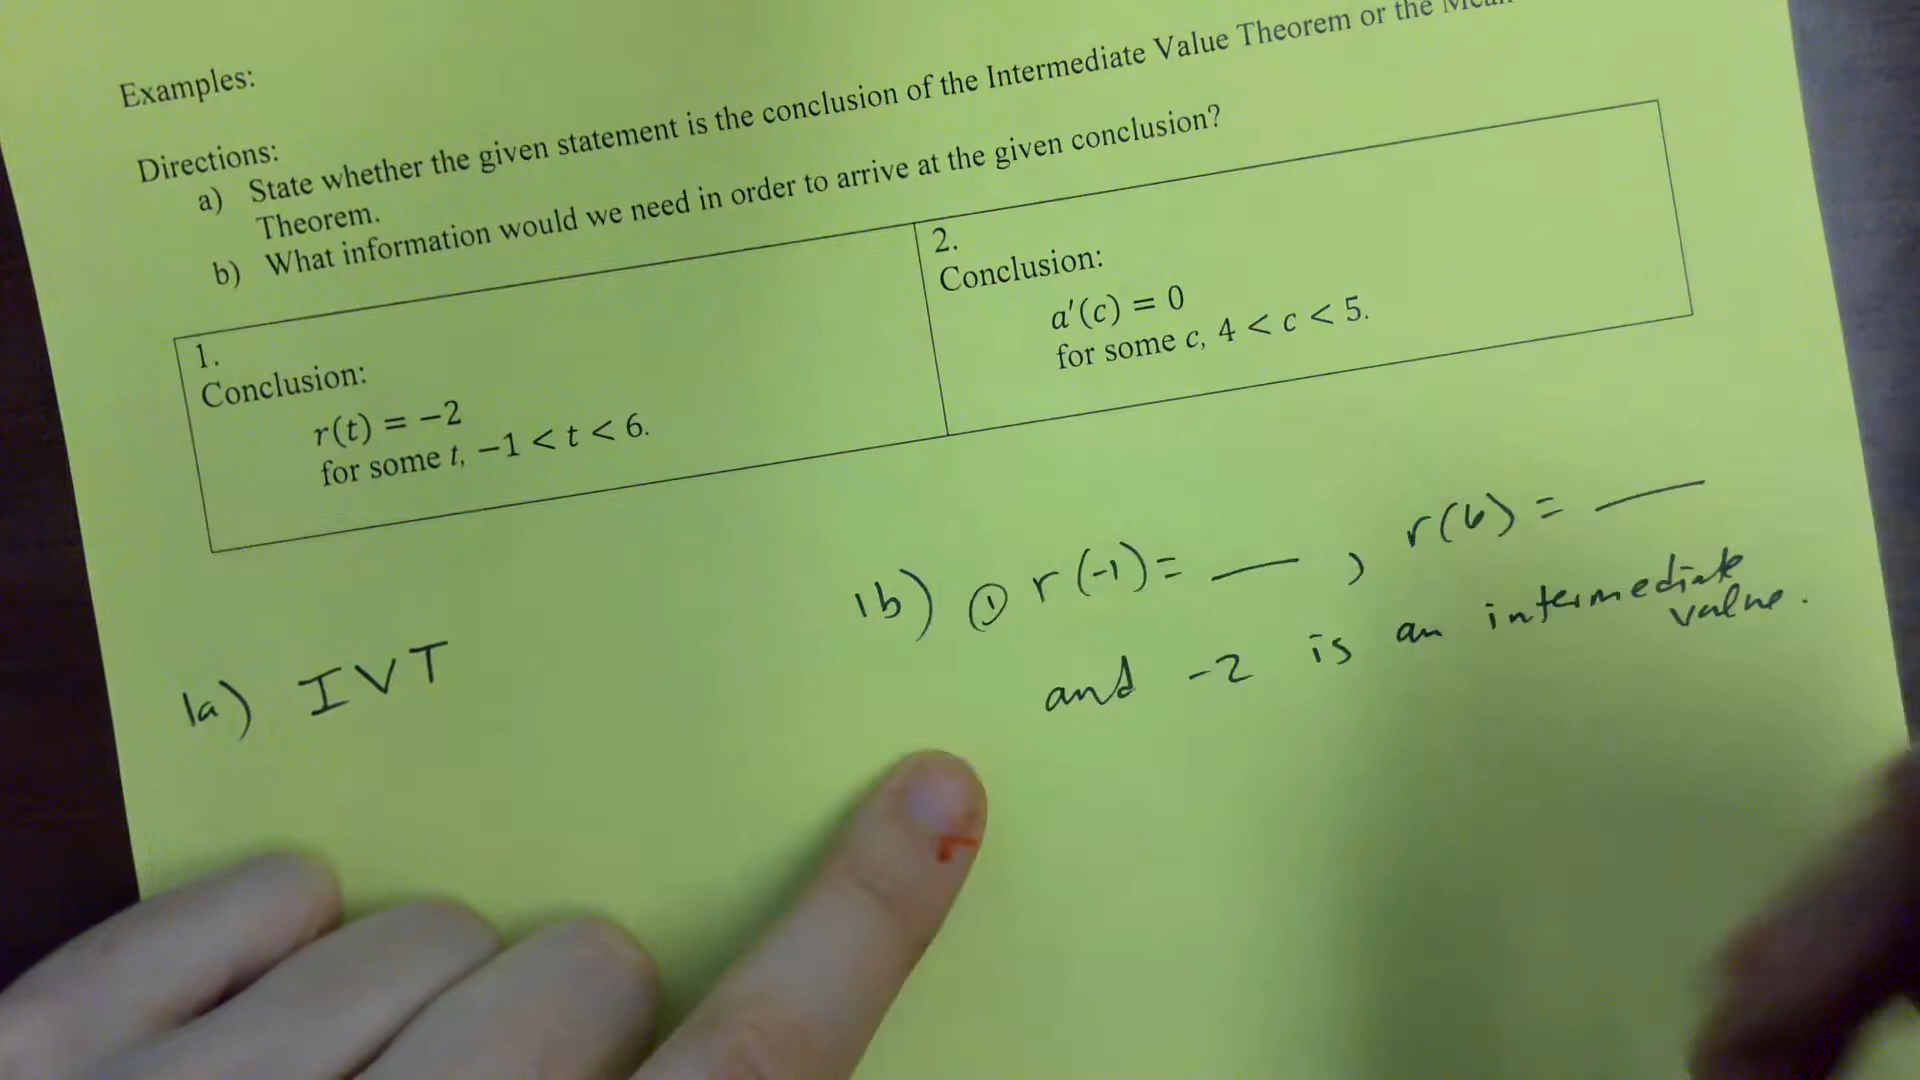 Examples:
Directions:
a) State whether the given statement is the conclusion of the Intermediate Value Theorem or the
Theorem.
b) What information would we need in order to arrive at the given conclusion?
1.
Conclusion:
r(t) = −2
for some t, −1 < t < 6.
2.
Conclusion:
a'(c) = 0
for some c, 4 < c < 5.
1a) IVT
1b) ① r(-1) = __ , r(6) = __
and -2 is an intermediate
value.